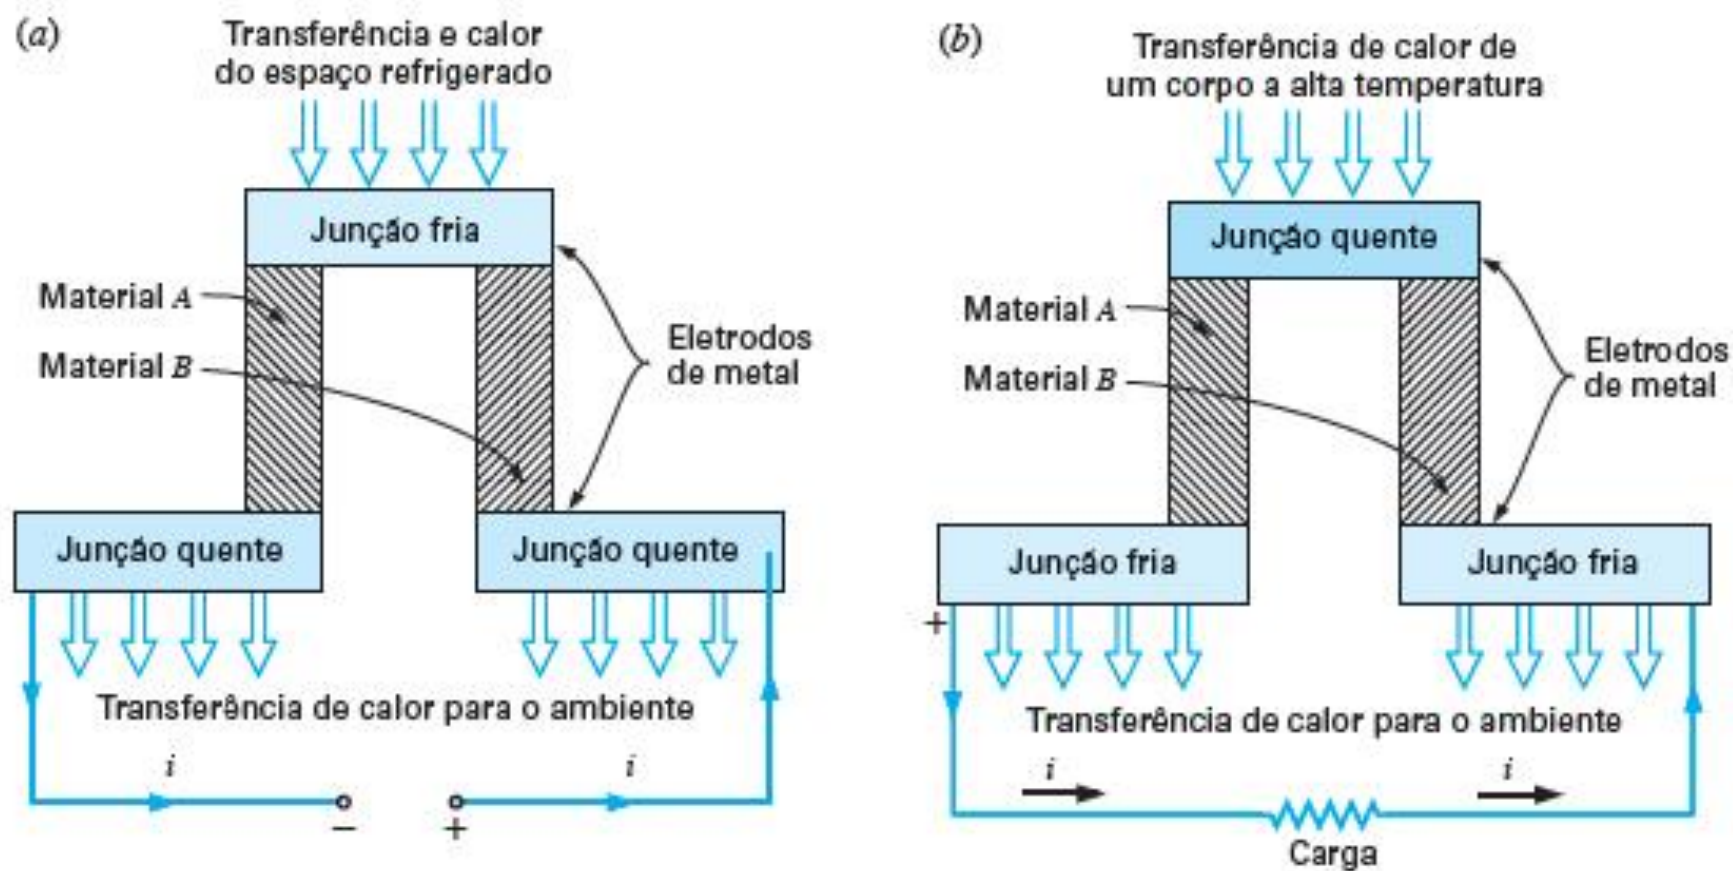 (a)
Transferência e calor
do espaço refrigerado
Junção fria
Material A
Material B
Eletrodos
de metal
Junção quente
Junção quente
Transferência de calor para o ambiente
i
i
−
+
(b)
Transferência de calor de
um corpo a alta temperatura
Junção quente
Material A
Material B
Eletrodos
de metal
Junção fria
Junção fria
+
Transferência de calor para o ambiente
i
i
Carga